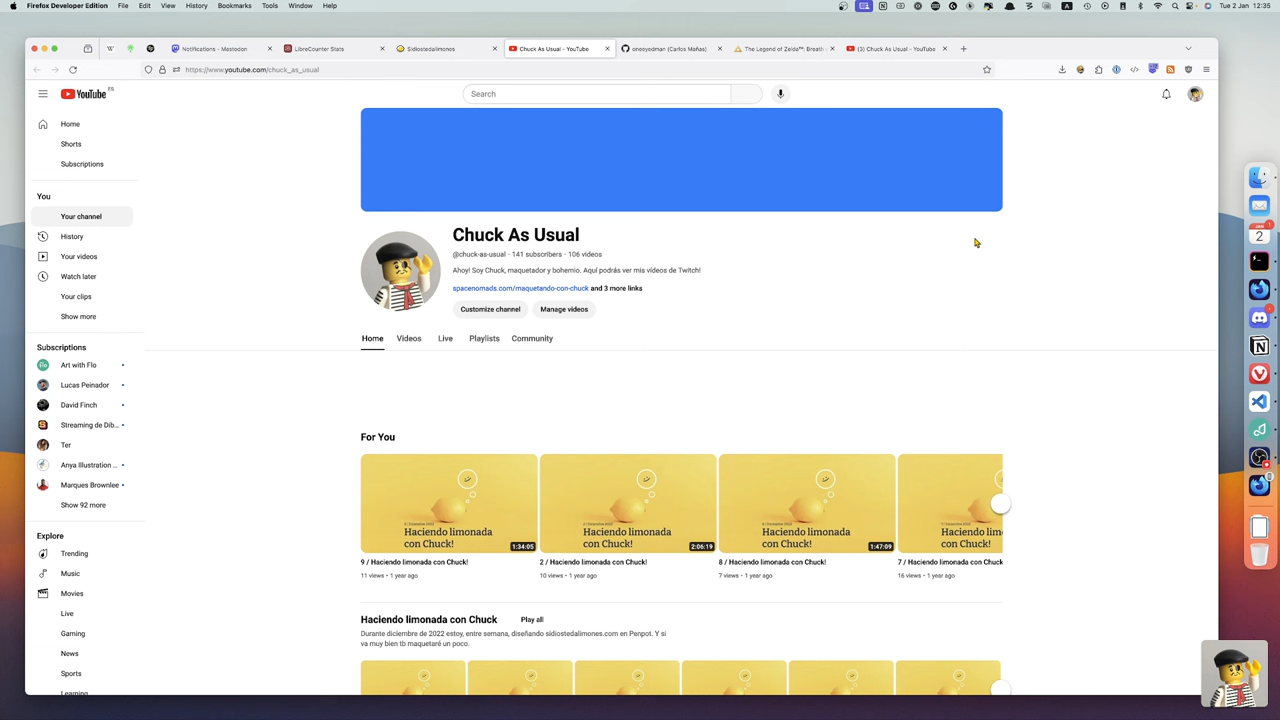 Firefox Developer Edition File Edit View History Bookmarks Tools Window Help Tue 2 Jan 12:35
Notifications - Mastodon
LibreCounter Stats
Sidiostedalimones
Chuck As Usual - YouTube
oneeyedman (Carlos Mañas)
The Legend of Zelda™: Breath
(3) Chuck As Usual - YouTube
https://www.youtube.com/chuck_as_usual
YouTube ES
Search
Home
Shorts
Subscriptions
You
Your channel
History
Your videos
Watch later
Your clips
Show more
Subscriptions
Art with Flo
Lucas Peinador
David Finch
Streaming de Dib...
Ter
Anya Illustration ...
Marques Brownlee
Show 92 more
Explore
Trending
Music
Movies
Live
Gaming
News
Sports
Learning
Chuck As Usual
@chuck-as-usual · 141 subscribers · 106 videos
Ahoy! Soy Chuck, maquetador y bohemio. Aquí podrás ver mis vídeos de Twitch!
spacenomads.com/maquetando-con-chuck and 3 more links
Customize channel
Manage videos
Home Videos Live Playlists Community
For You
Haciendo limonada
con Chuck!
1:34:05
Haciendo limonada
con Chuck!
2:06:19
Haciendo limonada
con Chuck!
1:47:09
Haciendo limon
con Chuck!
9 / Haciendo limonada con Chuck!
11 views • 1 year ago
2 / Haciendo limonada con Chuck!
10 views • 1 year ago
8 / Haciendo limonada con Chuck!
7 views • 1 year ago
7 / Haciendo limonada con Chuck
16 views • 1 year ago
Haciendo limonada con Chuck
Play all
Durante diciembre de 2022 estoy, entre semana, diseñando sidiostedalimones.com en Penpot. Y si
va muy bien tb maquetaré un poco.
2